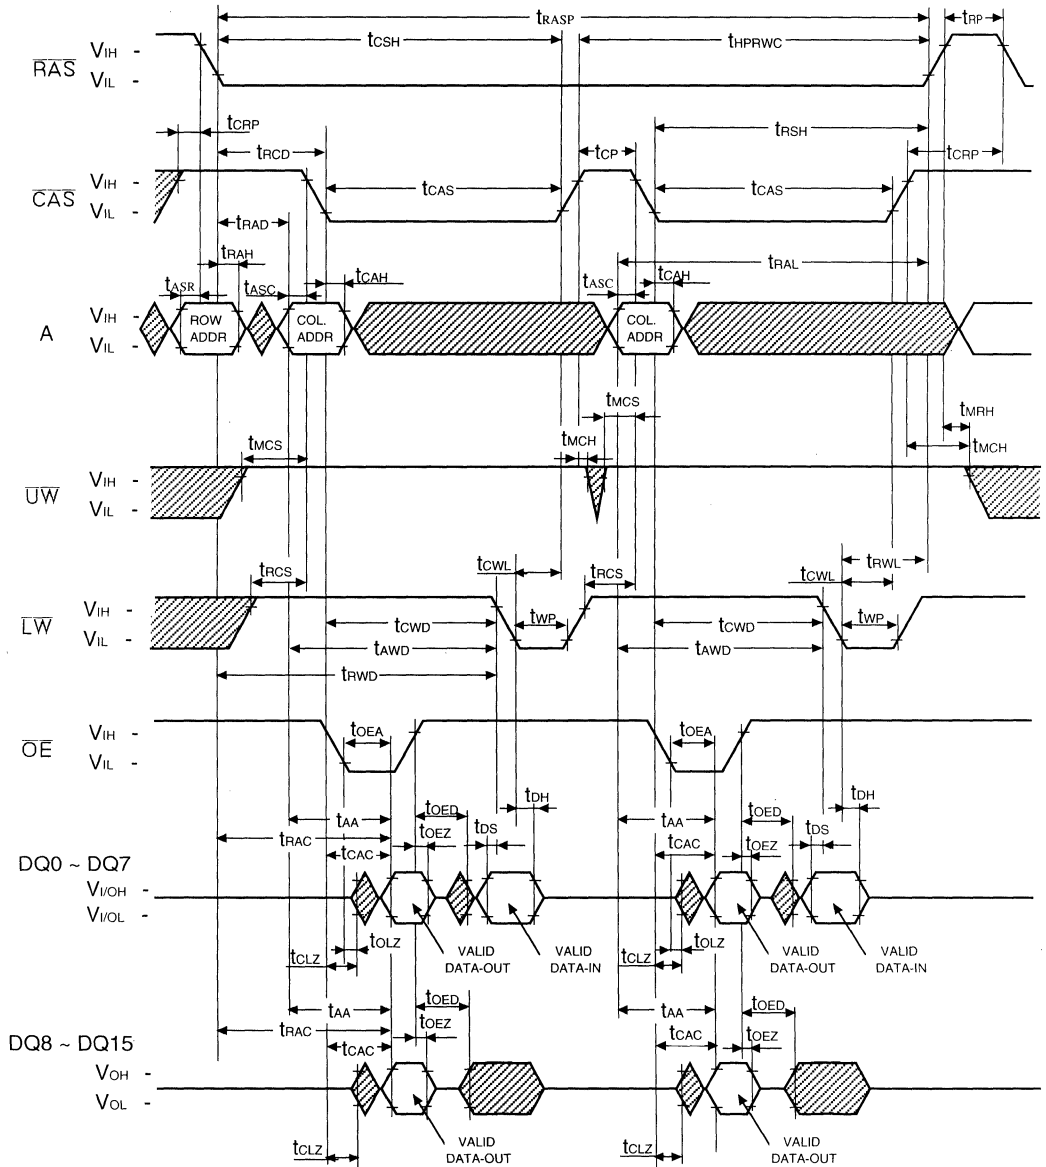 tRASP tRP
tCSH tHPRWC
RAS VIH -
VIL -
tCRP tRSH
tRCD tCP tCRP
CAS VIH -
VIL -
tCAS tCAS
tRAD
tRAH tRAL
tASR tASC tCAH tASC tCAH
A VIH -
VIL -
ROW ADDR
COL. ADDR
COL. ADDR
tMCS tMRH
tMCS tMCH tMCH
UW VIH -
VIL -
tCWL tRWL
tRCS tRCS tCWL
LW VIH -
VIL -
tWP tWP
tCWD tCWD
tAWD tAWD
tRWD
OE VIH -
VIL -
tOEA tOEA
tDH tDH
tAA tOED tAA tOED
tRAC tOEZ tDS tOEZ tDS
tCAC tCAC
DQ0 ~ DQ7
VI/OH -
VI/OL -
tOLZ tOLZ
tCLZ tCLZ
VALID DATA-OUT
VALID DATA-IN
VALID DATA-OUT
VALID DATA-IN
tAA tOED tAA tOED
tRAC tOEZ tOEZ
tCAC tCAC
DQ8 ~ DQ15
VOH -
VOL -
tCLZ tCLZ
VALID DATA-OUT
VALID DATA-OUT